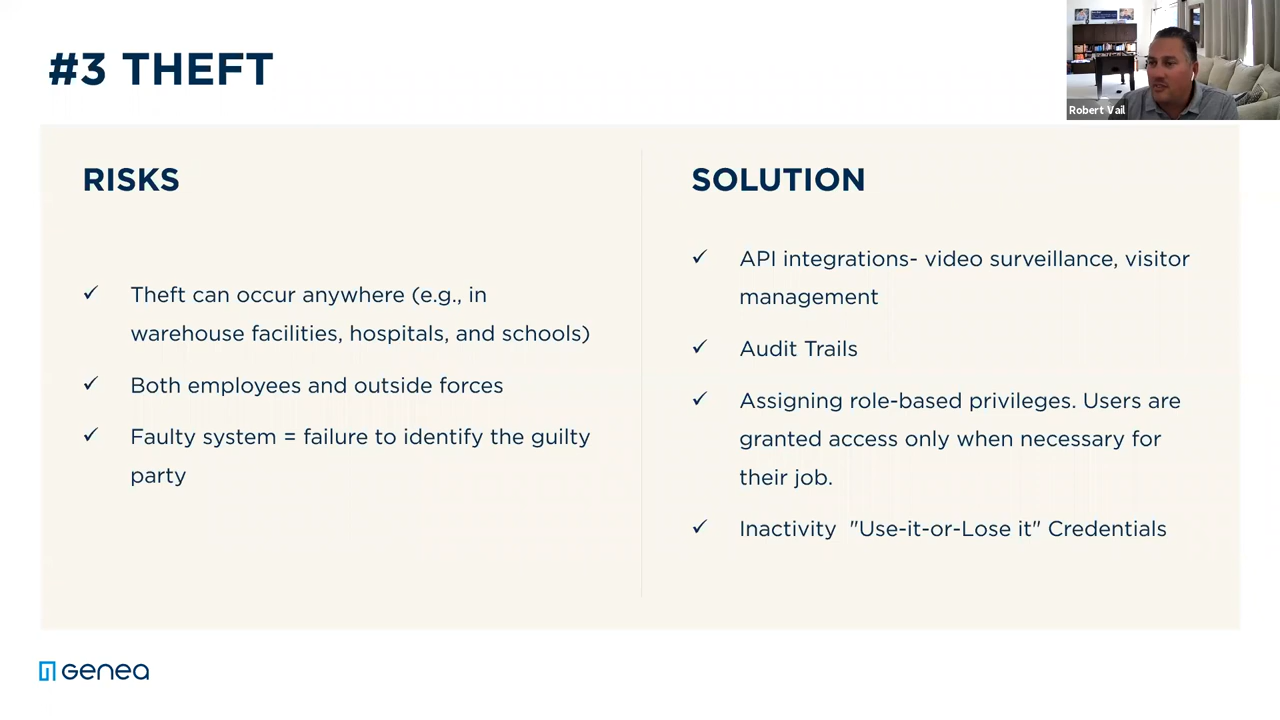 #3 THEFT
Robert Vail
RISKS
✓ Theft can occur anywhere (e.g., in
warehouse facilities, hospitals, and schools)
✓ Both employees and outside forces
✓ Faulty system = failure to identify the guilty
party
SOLUTION
✓ API integrations- video surveillance, visitor
management
✓ Audit Trails
✓ Assigning role-based privileges. Users are
granted access only when necessary for
their job.
✓ Inactivity "Use-it-or-Lose it" Credentials
Genea